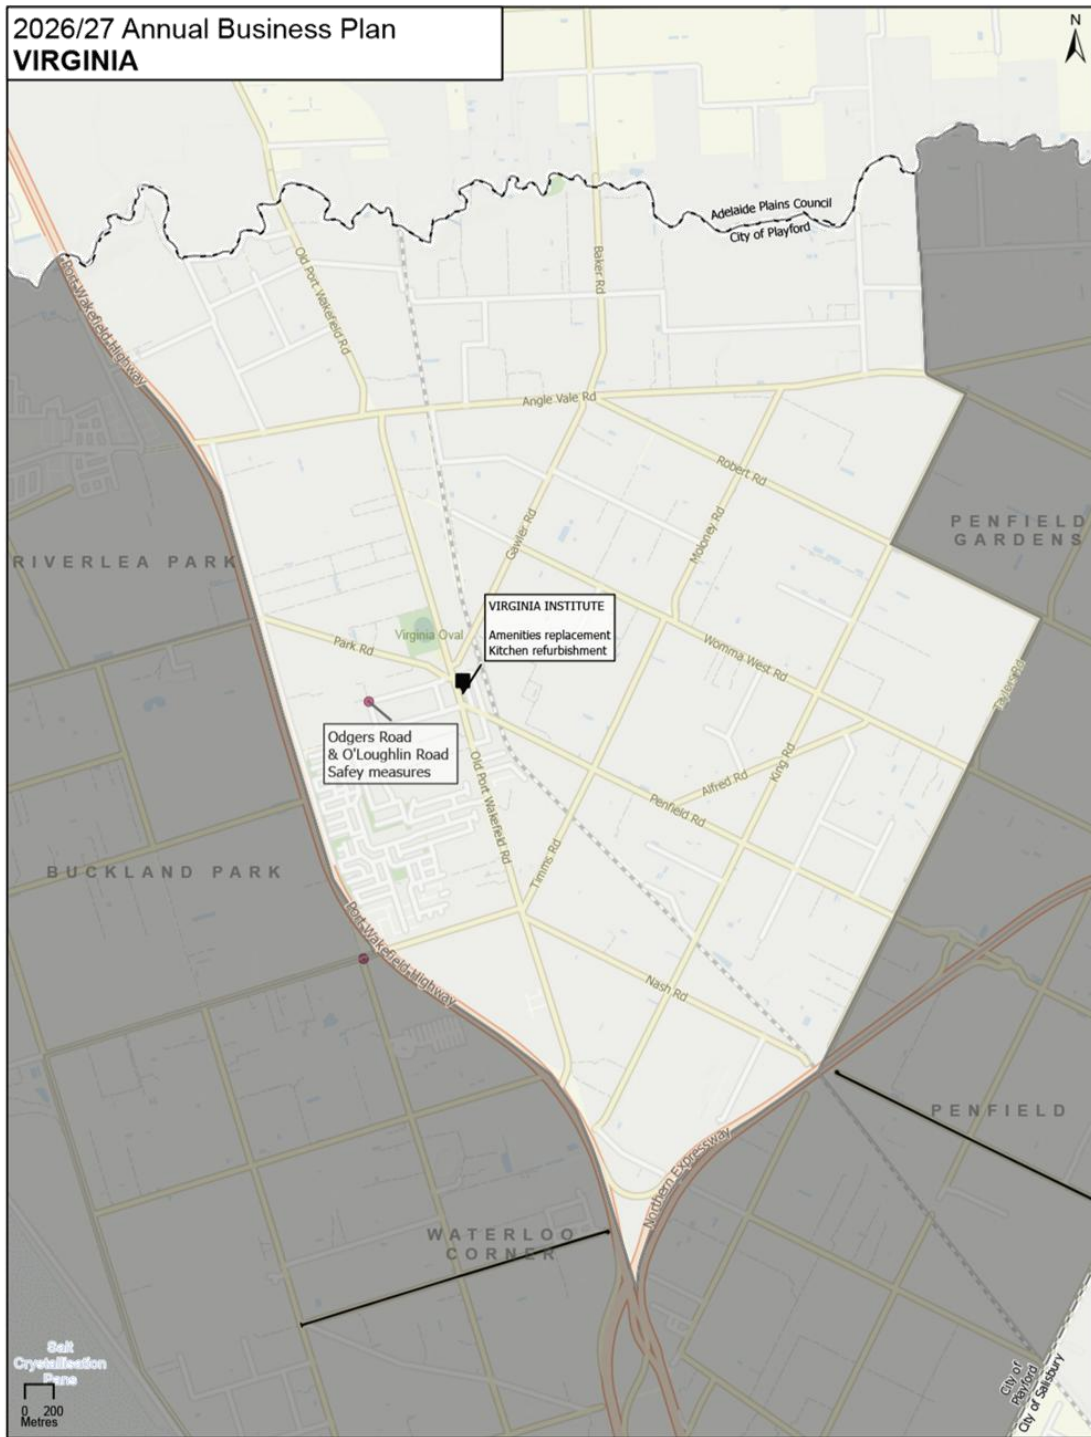 2026/27 Annual Business Plan
VIRGINIA
N
Adelaide Plains Council
City of Playford
Port Wakefield Highway
Old Port Wakefield Rd
Baker Rd
Angle Vale Rd
Robert Rd
Gawler Rd
Moloney Rd
PENFIELD
GARDENS
RIVERLEA PARK
VIRGINIA INSTITUTE
Amenities replacement
Kitchen refurbishment
Virginia Oval
Park Rd
Womma West Rd
Taylors Rd
Odgers Road
& O'Loughlin Road
Safey measures
Old Port Wakefield Rd
King Rd
Alfred Rd
Penfield Rd
Timms Rd
BUCKLAND PARK
Port Wakefield Highway
Nash Rd
PENFIELD
Northern Expressway
WATERLOO
CORNER
Salt
Crystallisation
Pans
0 200
Metres
City of
Playford
City of Salisbury